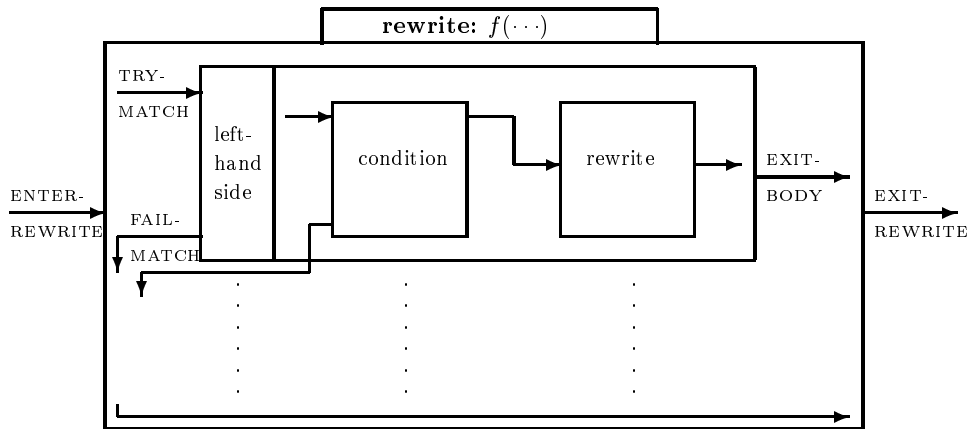 rewrite: f(···)
TRY-
MATCH
left-
hand
side
condition
rewrite
EXIT-
BODY
ENTER-
REWRITE
FAIL-
MATCH
EXIT-
REWRITE